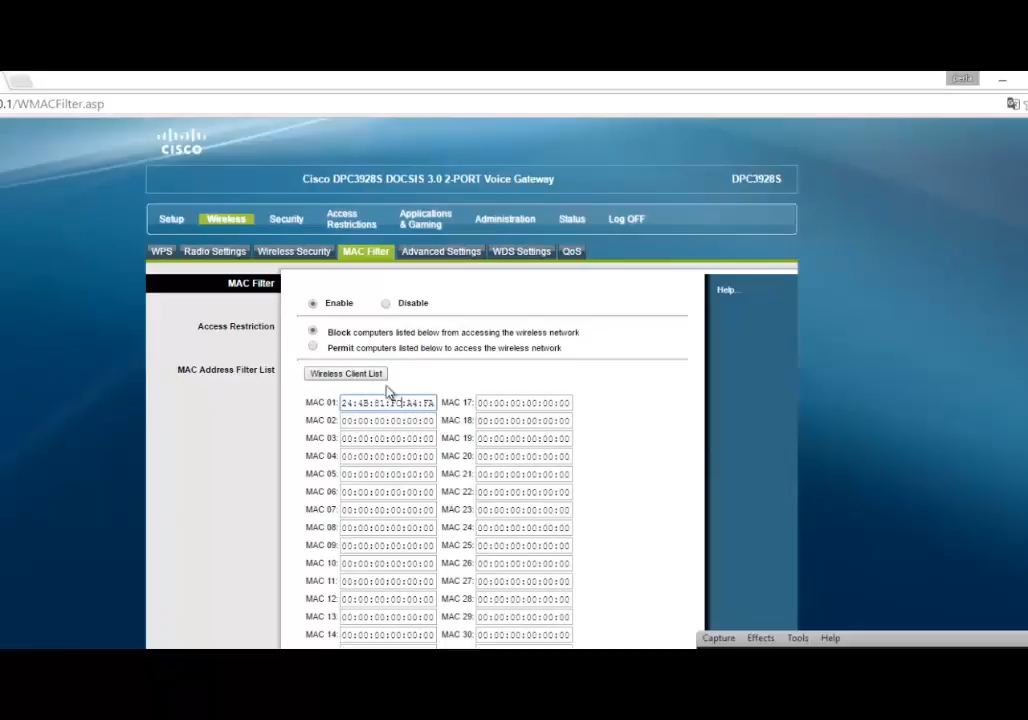 perla
0.1/WMACFilter.asp
CISCO
Cisco DPC3928S DOCSIS 3.0 2-PORT Voice Gateway DPC3928S
Setup Wireless Security Access Restrictions Applications & Gaming Administration Status Log OFF
WPS Radio Settings Wireless Security MAC Filter Advanced Settings WDS Settings QoS
MAC Filter
Help...
Enable Disable
Access Restriction
Block computers listed below from accessing the wireless network
Permit computers listed below to access the wireless network
MAC Address Filter List
Wireless Client List
MAC 01: 24:4B:81:FC:A4:FA MAC 17: 00:00:00:00:00:00
MAC 02: 00:00:00:00:00:00 MAC 18: 00:00:00:00:00:00
MAC 03: 00:00:00:00:00:00 MAC 19: 00:00:00:00:00:00
MAC 04: 00:00:00:00:00:00 MAC 20: 00:00:00:00:00:00
MAC 05: 00:00:00:00:00:00 MAC 21: 00:00:00:00:00:00
MAC 06: 00:00:00:00:00:00 MAC 22: 00:00:00:00:00:00
MAC 07: 00:00:00:00:00:00 MAC 23: 00:00:00:00:00:00
MAC 08: 00:00:00:00:00:00 MAC 24: 00:00:00:00:00:00
MAC 09: 00:00:00:00:00:00 MAC 25: 00:00:00:00:00:00
MAC 10: 00:00:00:00:00:00 MAC 26: 00:00:00:00:00:00
MAC 11: 00:00:00:00:00:00 MAC 27: 00:00:00:00:00:00
MAC 12: 00:00:00:00:00:00 MAC 28: 00:00:00:00:00:00
MAC 13: 00:00:00:00:00:00 MAC 29: 00:00:00:00:00:00
MAC 14: 00:00:00:00:00:00 MAC 30: 00:00:00:00:00:00
Capture Effects Tools Help